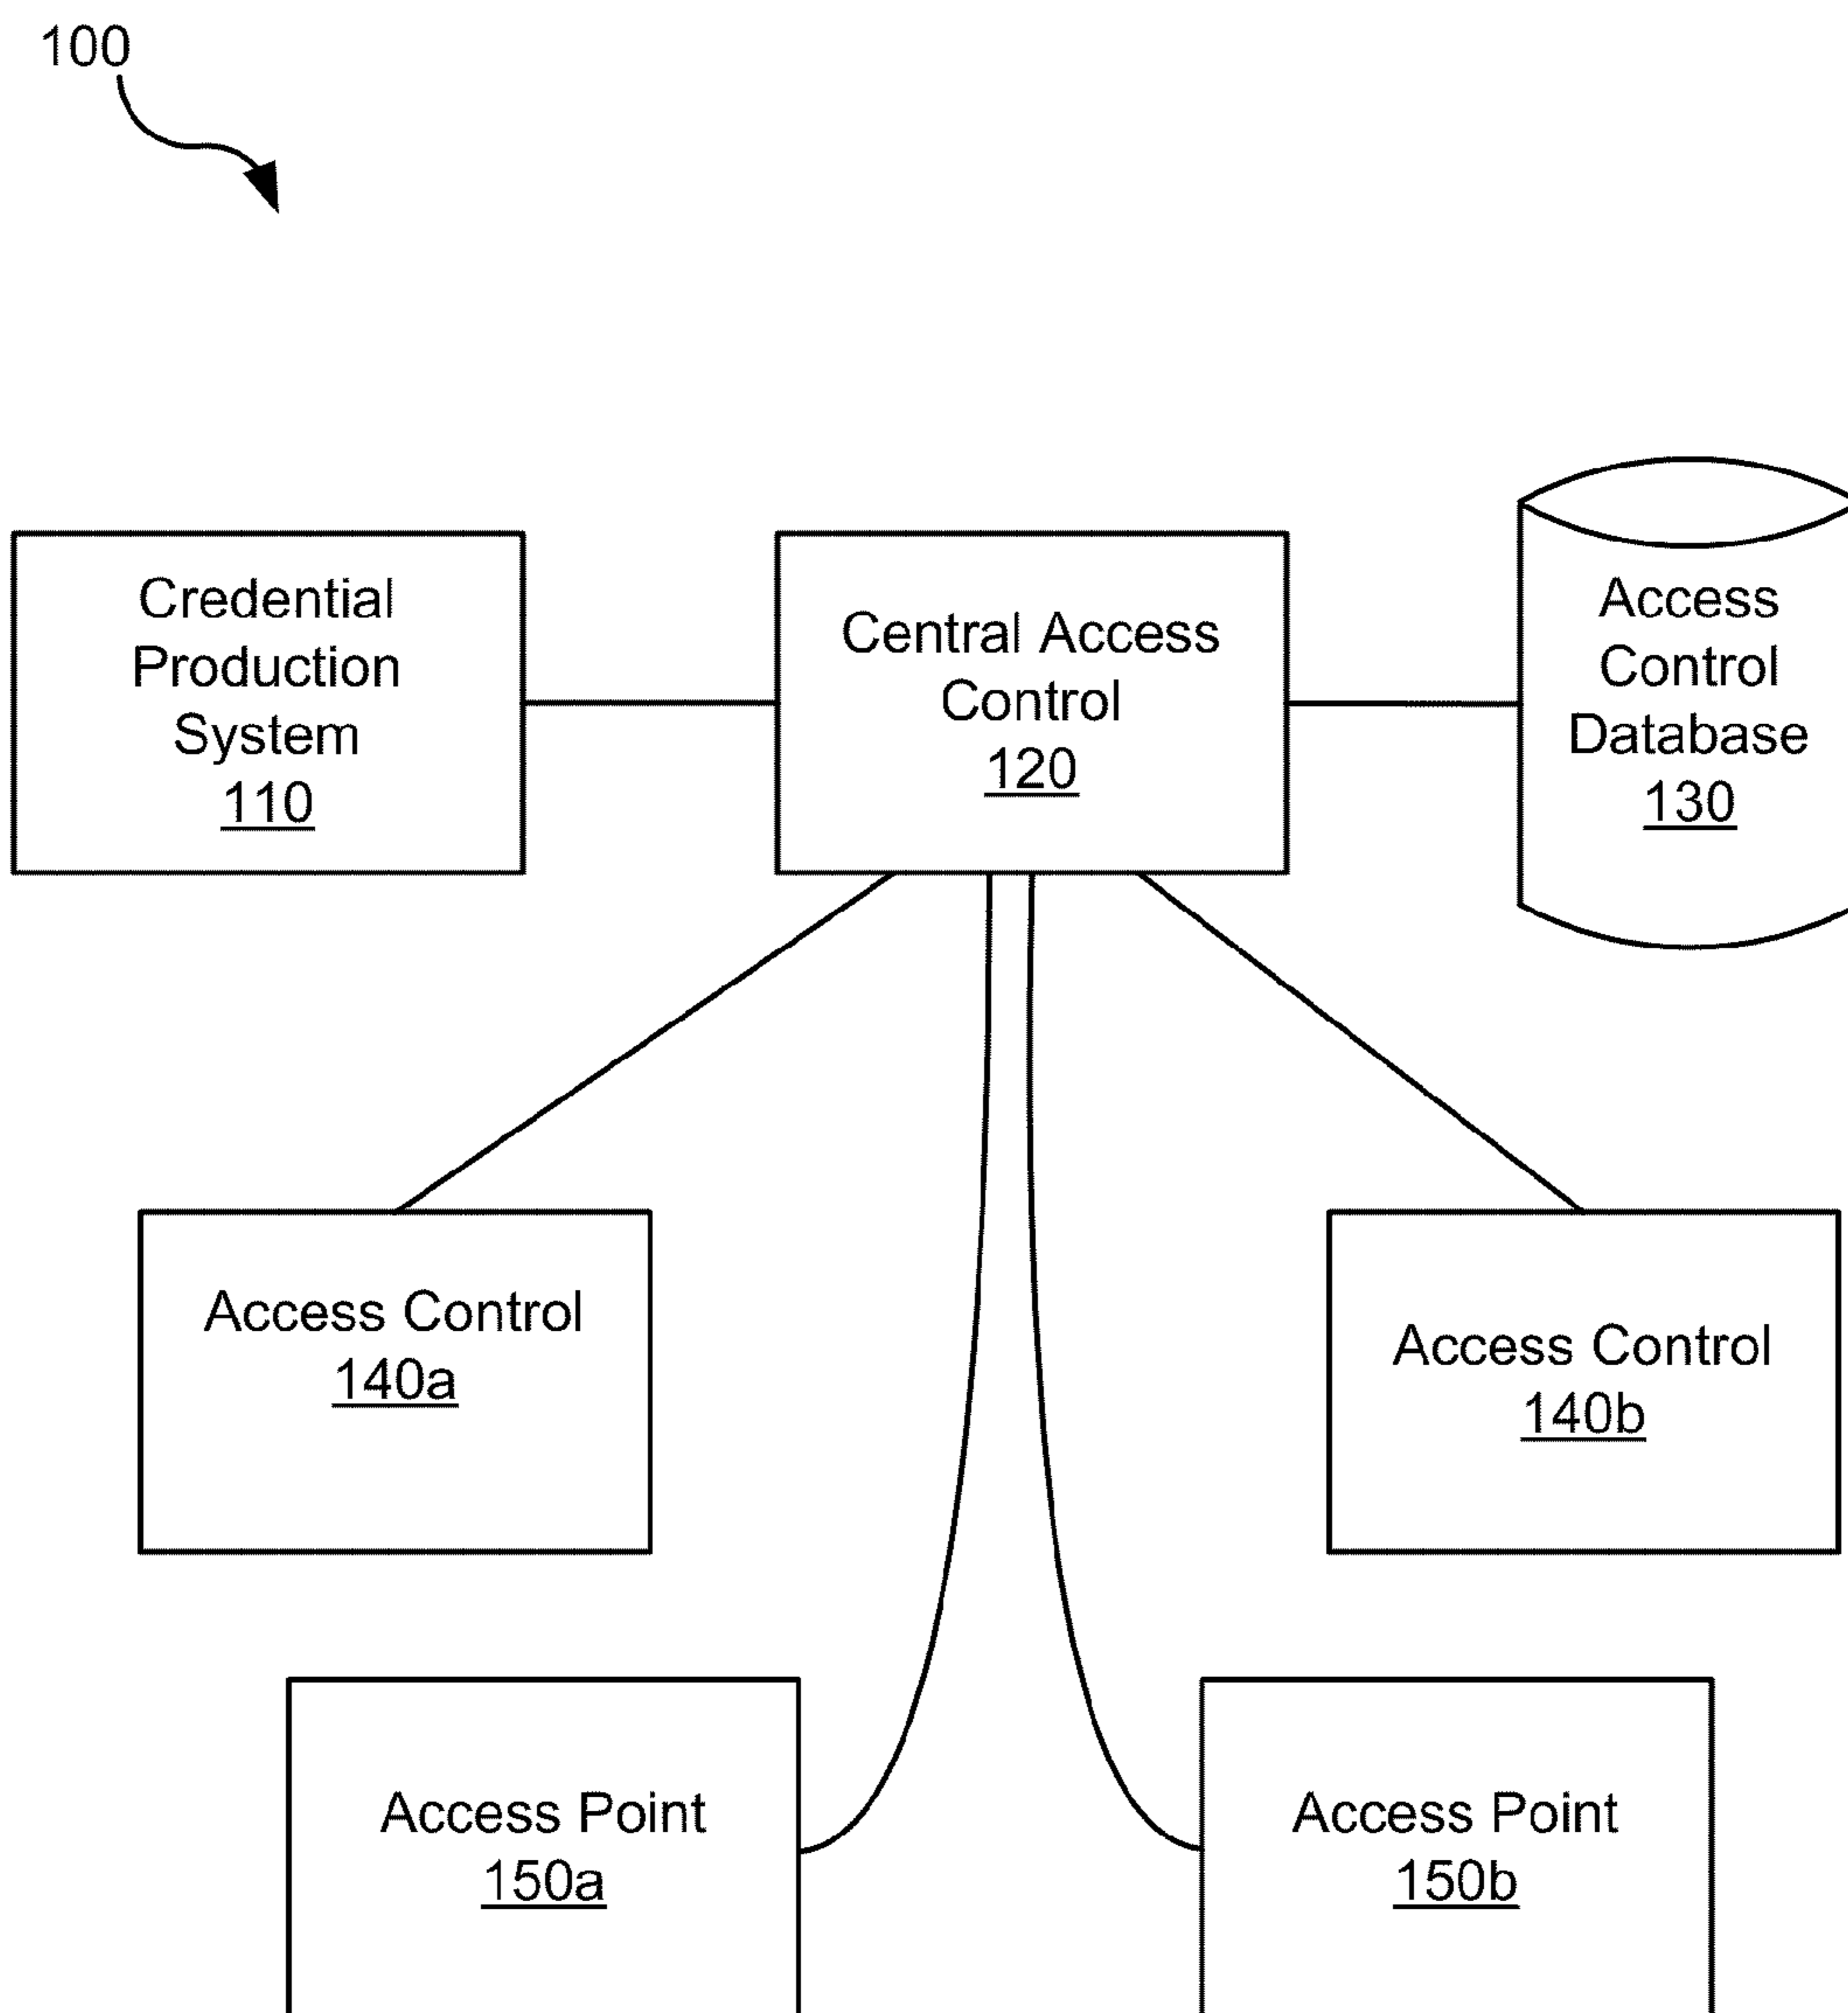 100
Credential
Production
System
110
Central Access
Control
120
Access
Control
Database
130
Access Control
140a
Access Control
140b
Access Point
150a
Access Point
150b